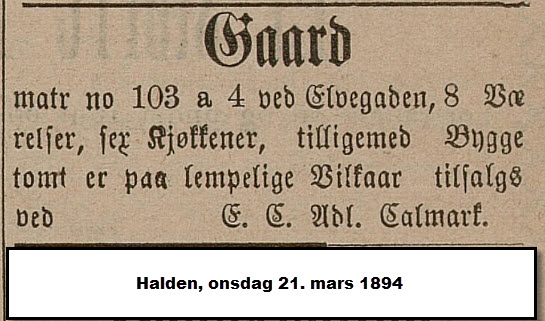 Gaard
matr no 103 a 4 ved Elvegaden, 8 Væ
relser, sex Kjøkkener, tilligemed Bygge
tomt er paa lempelige Vilkaar tilsalgs
ved E. C. Adl. Calmark.
Halden, onsdag 21. mars 1894